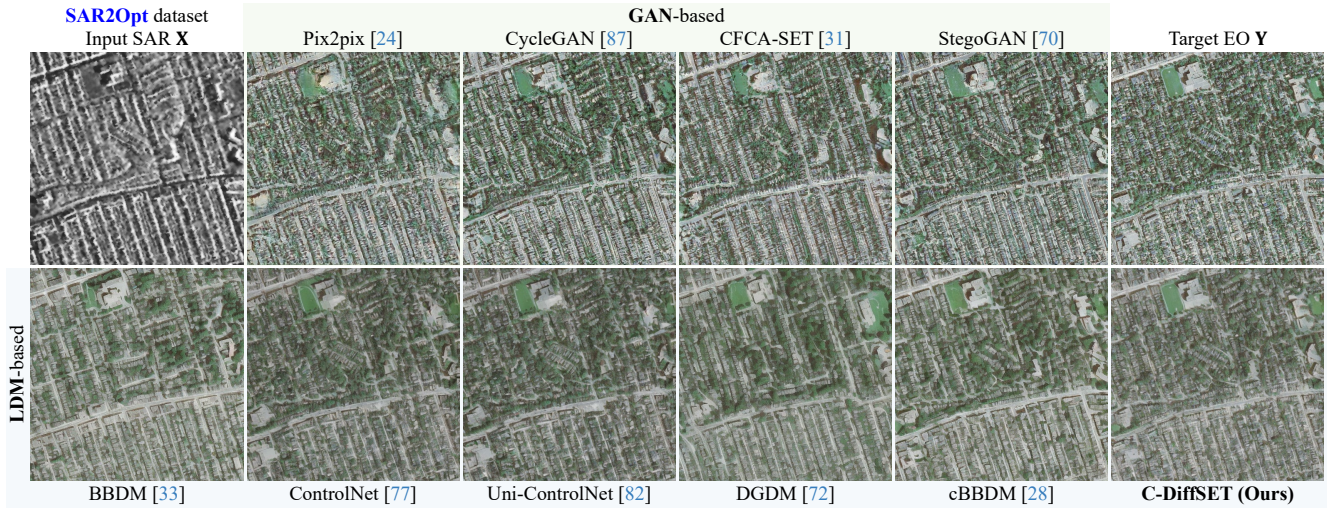 SAR2Opt dataset
GAN-based
Input SAR X
Pix2pix [24]
CycleGAN [87]
CFCA-SET [31]
StegoGAN [70]
Target EO Y
LDM-based
BBDM [33]
ControlNet [77]
Uni-ControlNet [82]
DGDM [72]
cBBDM [28]
C-DiffSET (Ours)